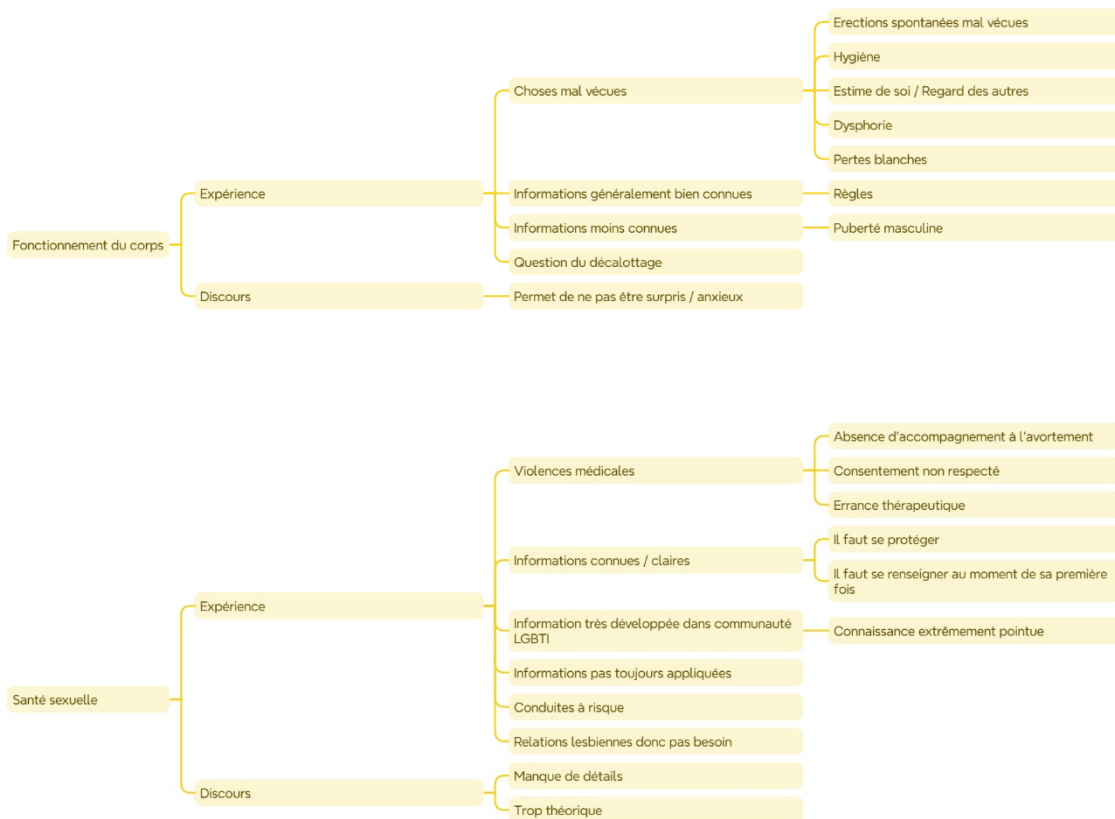 Erections spontanées mal vécues
Hygiène
Choses mal vécues
Estime de soi / Regard des autres
Dysphorie
Pertes blanches
Expérience
Informations généralement bien connues
Règles
Informations moins connues
Puberté masculine
Fonctionnement du corps
Question du décalottage
Discours
Permet de ne pas être surpris / anxieux
Absence d'accompagnement à l'avortement
Violences médicales
Consentement non respecté
Errance thérapeutique
Il faut se protéger
Informations connues / claires
Il faut se renseigner au moment de sa première
fois
Expérience
Information très développée dans communauté
LGBTI
Connaissance extrêmement pointue
Informations pas toujours appliquées
Santé sexuelle
Conduites à risque
Relations lesbiennes donc pas besoin
Manque de détails
Discours
Trop théorique